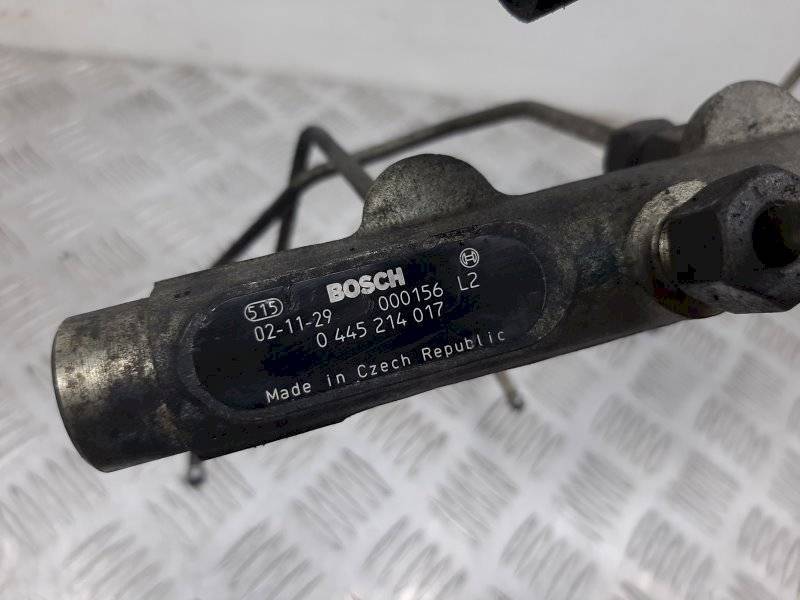 515 BOSCH
02-11-29 000156 L2
0 445 214 017
Made in Czech Republic